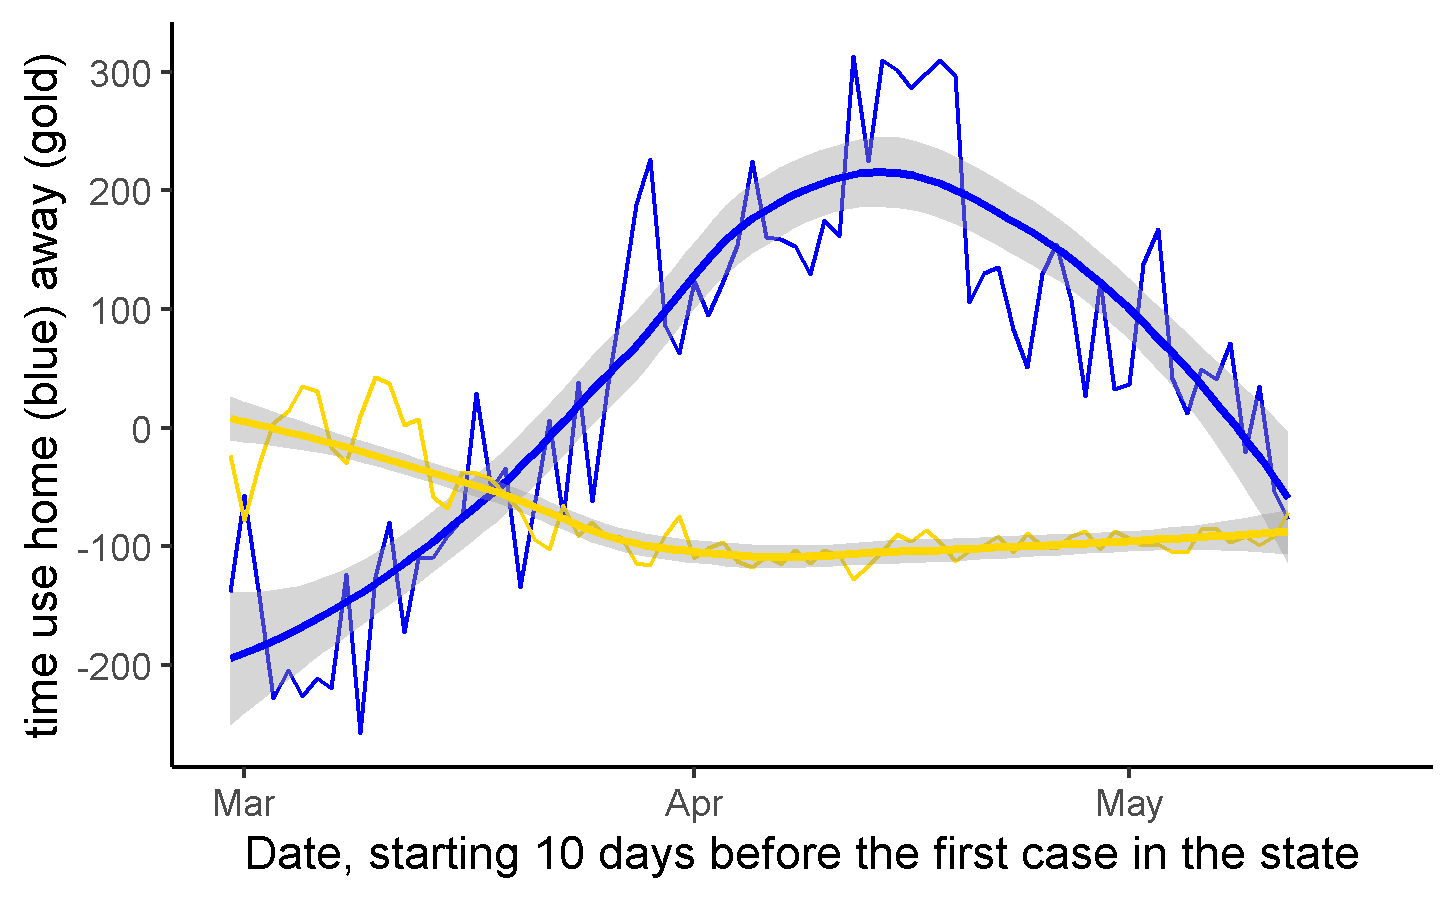 time use home (blue) away (gold)
300
200
100
0
-100
-200
Mar
Apr
May
Date, starting 10 days before the first case in the state